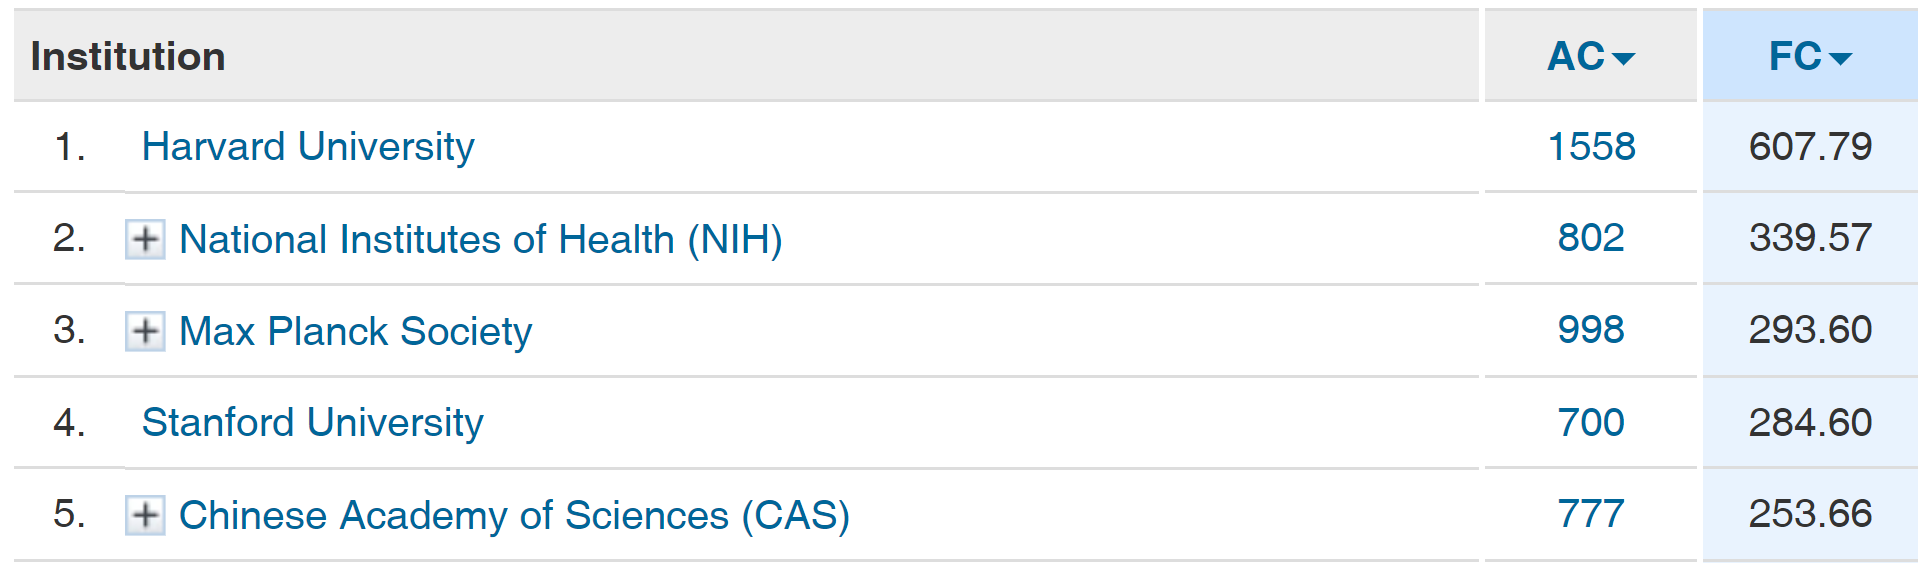 Institution AC FC
1. Harvard University 1558 607.79
2. National Institutes of Health (NIH) 802 339.57
3. Max Planck Society 998 293.60
4. Stanford University 700 284.60
5. Chinese Academy of Sciences (CAS) 777 253.66